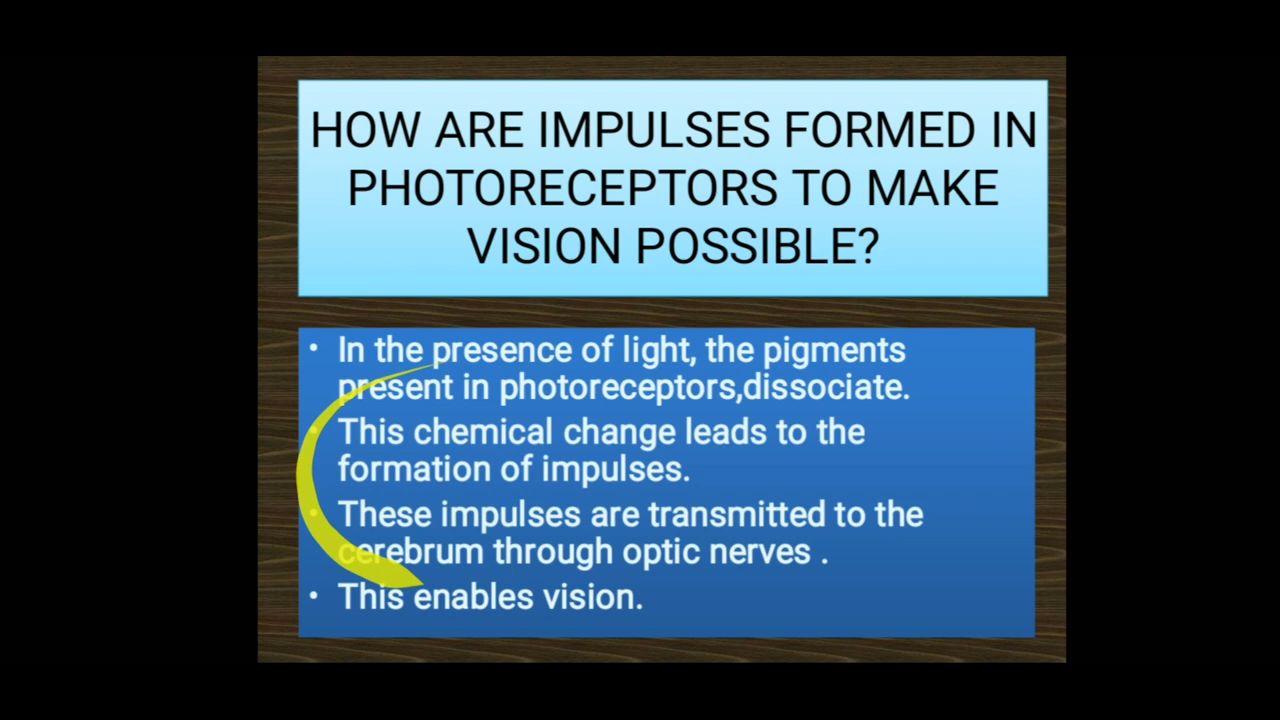 HOW ARE IMPULSES FORMED IN
PHOTORECEPTORS TO MAKE
VISION POSSIBLE?
• In the presence of light, the pigments
present in photoreceptors,dissociate.
• This chemical change leads to the
formation of impulses.
• These impulses are transmitted to the
cerebrum through optic nerves .
• This enables vision.